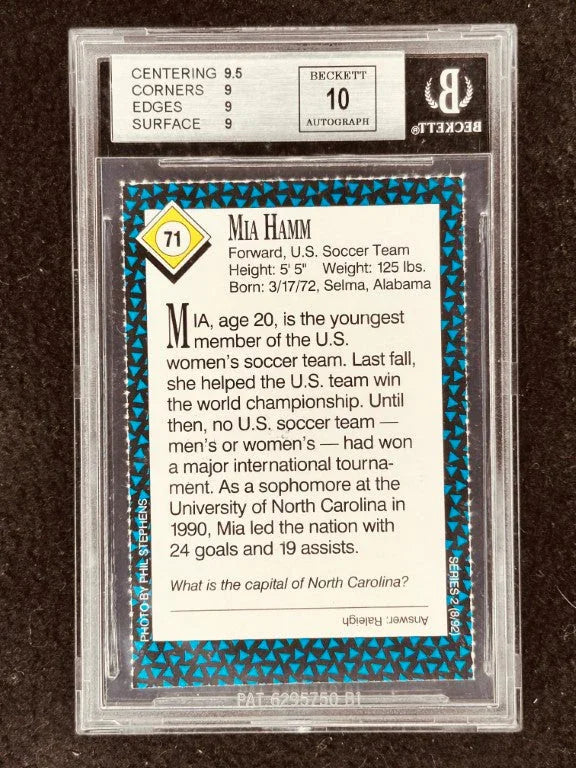 CENTERING 9.5
CORNERS 9
EDGES 9
SURFACE 9
BECKETT
10
AUTOGRAPH
B
BECKETT®
71
MIA HAMM
Forward, U.S. Soccer Team
Height: 5' 5" Weight: 125 lbs.
Born: 3/17/72, Selma, Alabama
MIA, age 20, is the youngest
member of the U.S.
women's soccer team. Last fall,
she helped the U.S. team win
the world championship. Until
then, no U.S. soccer team —
men's or women's — had won
a major international tourna-
ment. As a sophomore at the
University of North Carolina in
1990, Mia led the nation with
24 goals and 19 assists.
What is the capital of North Carolina?
Answer: Raleigh
PHOTO BY PHIL STEPHENS
SERIES 2 (8/92)
PAT 6295750 B1